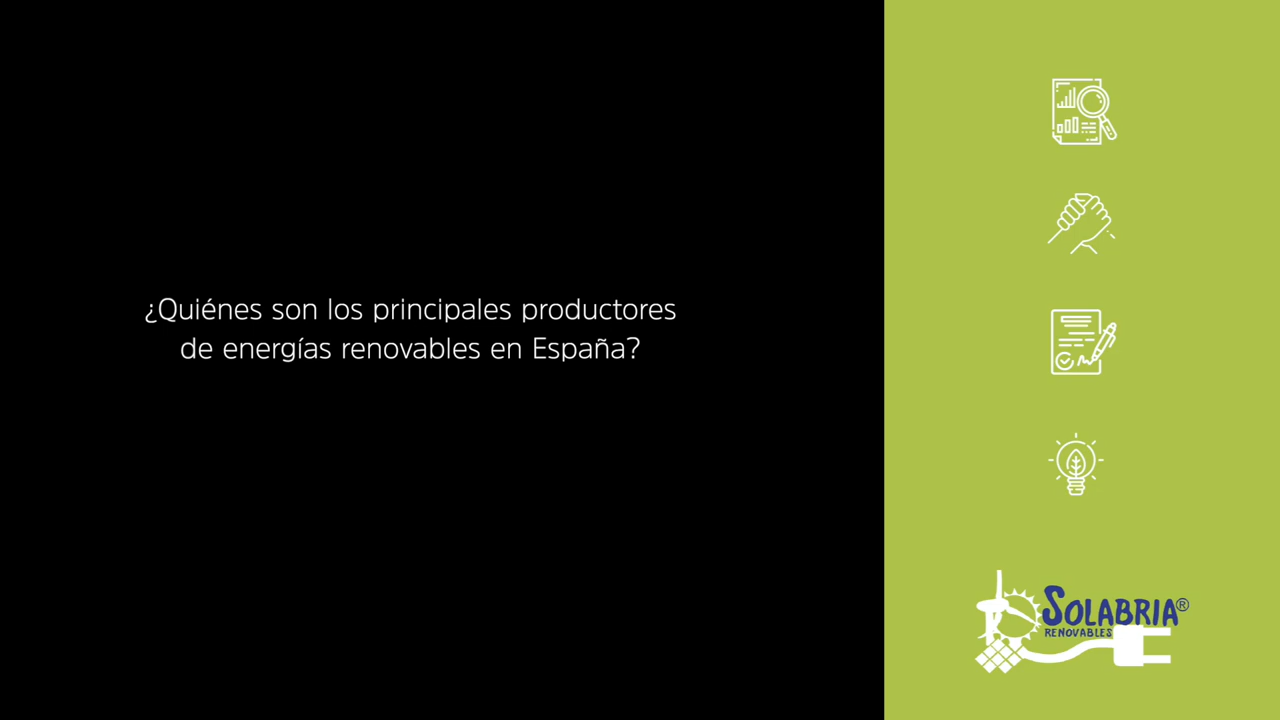 ¿Quiénes son los principales productores
de energías renovables en España?
SOLABRIA®
RENOVABLES